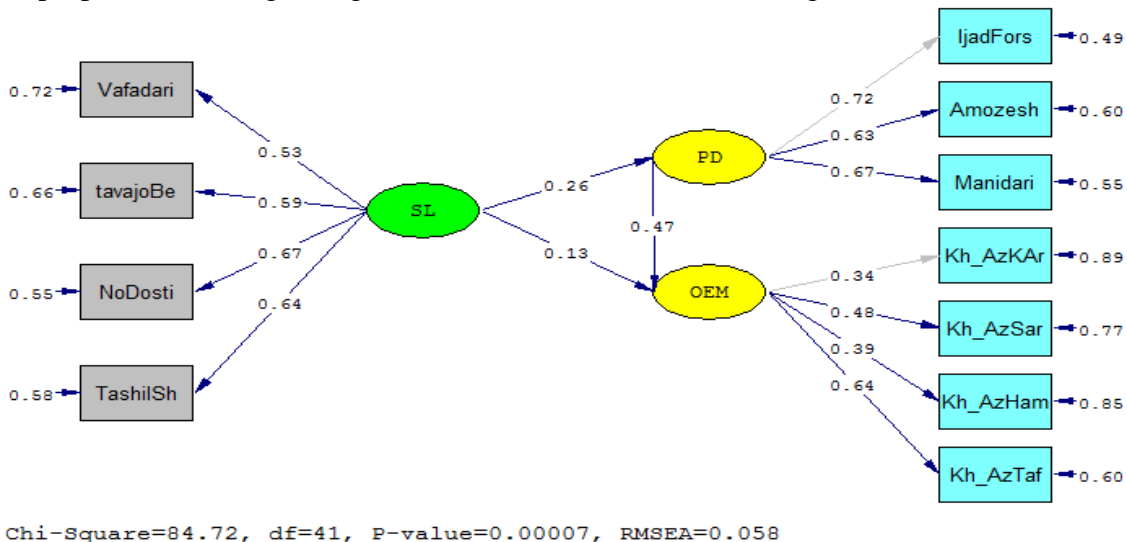 IjadFors
0.49
Vafadari
0.72
0.72
Amozesh
0.60
0.63
PD
0.53
0.67
Manidari
0.55
tavajoBe
0.66
0.59
0.26
SL
0.47
0.67
0.13
Kh_AzKAr
0.89
0.34
NoDosti
0.55
0.64
OEM
0.48
Kh_AzSar
0.77
0.39
0.64
TashilSh
0.58
Kh_AzHam
0.85
Kh_AzTaf
0.60
Chi-Square=84.72, df=41, P-value=0.00007, RMSEA=0.058